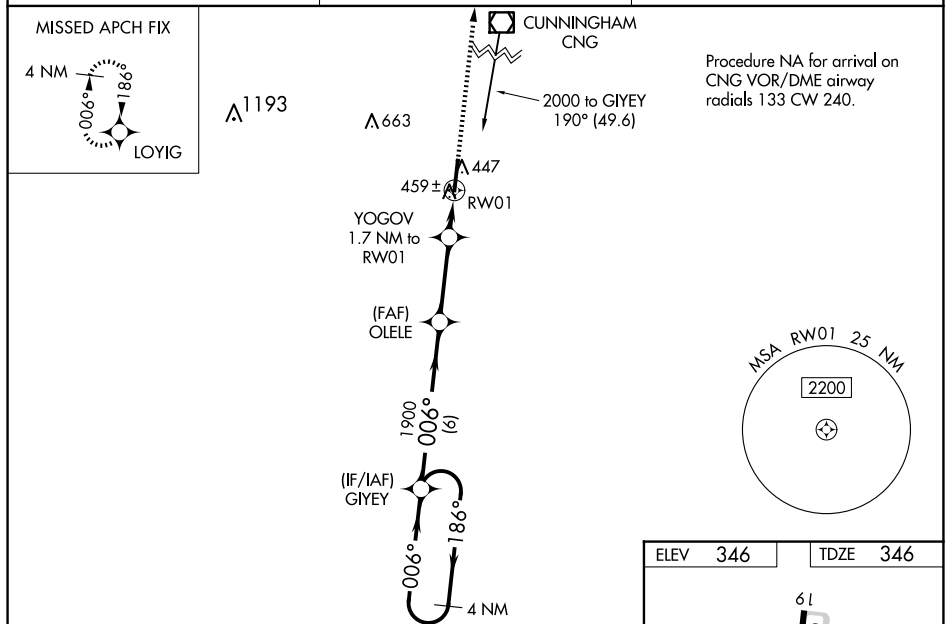 MISSED APCH FIX
4 NM
006°
186°
LOYIG
1193
663
CUNNINGHAM
CNG
2000 to GIYEY
190° (49.6)
Procedure NA for arrival on
CNG VOR/DME airway
radials 133 CW 240.
447
459±
RW01
YOGOV
1.7 NM to
RW01
(FAF)
OLELE
1900
006°
(6)
(IF/IAF)
GIYEY
006°
186°
4 NM
MSA RW01 25 NM
2200
ELEV 346
TDZE 346
19